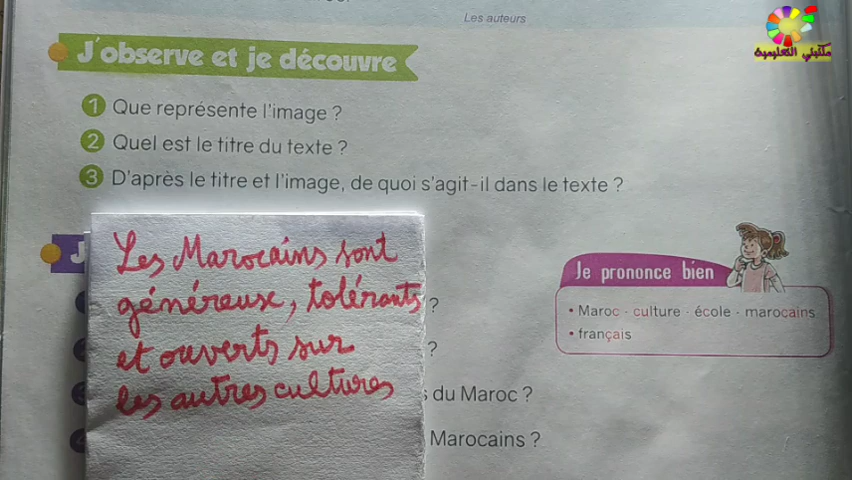 Les auteurs
مكتبتي التعليمية
J'observe et je découvre
1 Que représente l'image ?
2 Quel est le titre du texte ?
3 D'après le titre et l'image, de quoi s'agit-il dans le texte ?
J
Les Marocains sont
généreux, tolérants
et ouverts sur
les autres cultures
?
?
s du Maroc ?
Marocains ?
Je prononce bien
• Maroc · culture · école · marocains
• français